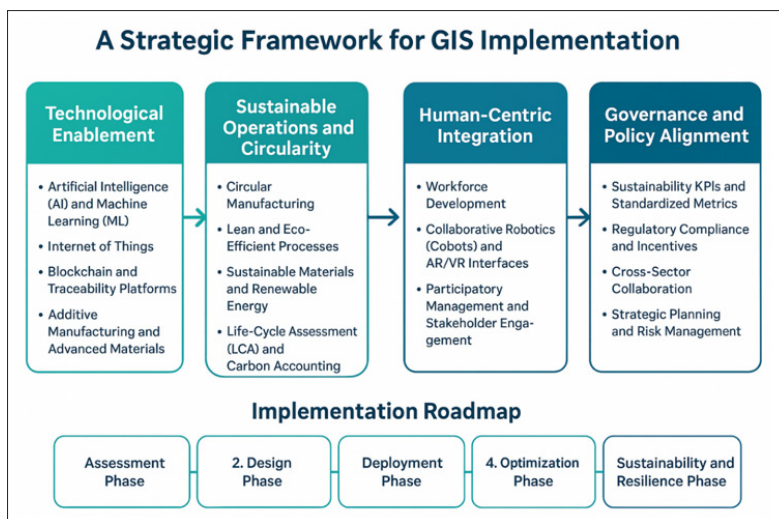 A Strategic Framework for GIS Implementation
Technological
Enablement
• Artificial Intelligence
(AI) and Machine
Learning (ML)
• Internet of Things
• Blockchain and
Traceability Platforms
• Additive
Manufacturing and
Advanced Materials
Sustainable
Operations and
Circularity
• Circular
Manufacturing
• Lean and Eco-
Efficient Processes
• Sustainable Materials
and Renewable
Energy
• Life-Cycle Assessment
(LCA) and
Carbon Accounting
Human-Centric
Integration
• Workforce
Development
• Collaborative Robotics
(Cobots) and
AR/VR Interfaces
• Participatory
Management and
Stakeholder Enga-
gement
Governance and
Policy Alignment
• Sustainability KPIs and
Standardized Metrics
• Regulatory Compliance
and Incentives
• Cross-Sector
Collaboration
• Strategic Planning
and Risk Management
Implementation Roadmap
Assessment
Phase
2. Design
Phase
Deployment
Phase
4. Optimization
Phase
Sustainability and
Resilience Phase